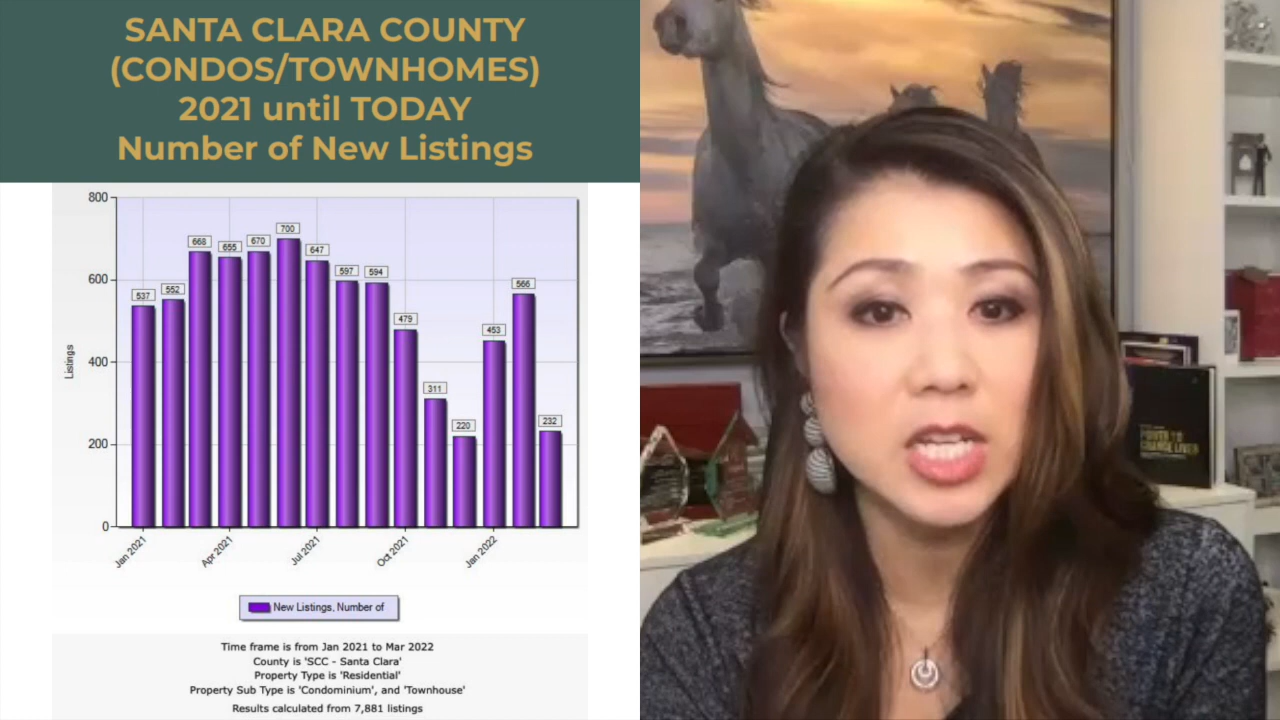 SANTA CLARA COUNTY
(CONDOS/TOWNHOMES)
2021 until TODAY
Number of New Listings
800
600
400
200
0
Listings
537
552
668
655
670
700
647
597
594
479
311
220
453
566
232
Jan 2021
Apr 2021
Jul 2021
Oct 2021
Jan 2022
New Listings, Number of
Time frame is from Jan 2021 to Mar 2022
County is 'SCC - Santa Clara'
Property Type is 'Residential'
Property Sub Type is 'Condominium', and 'Townhouse'
Results calculated from 7,881 listings
POWER TO
CHANGE LIVES